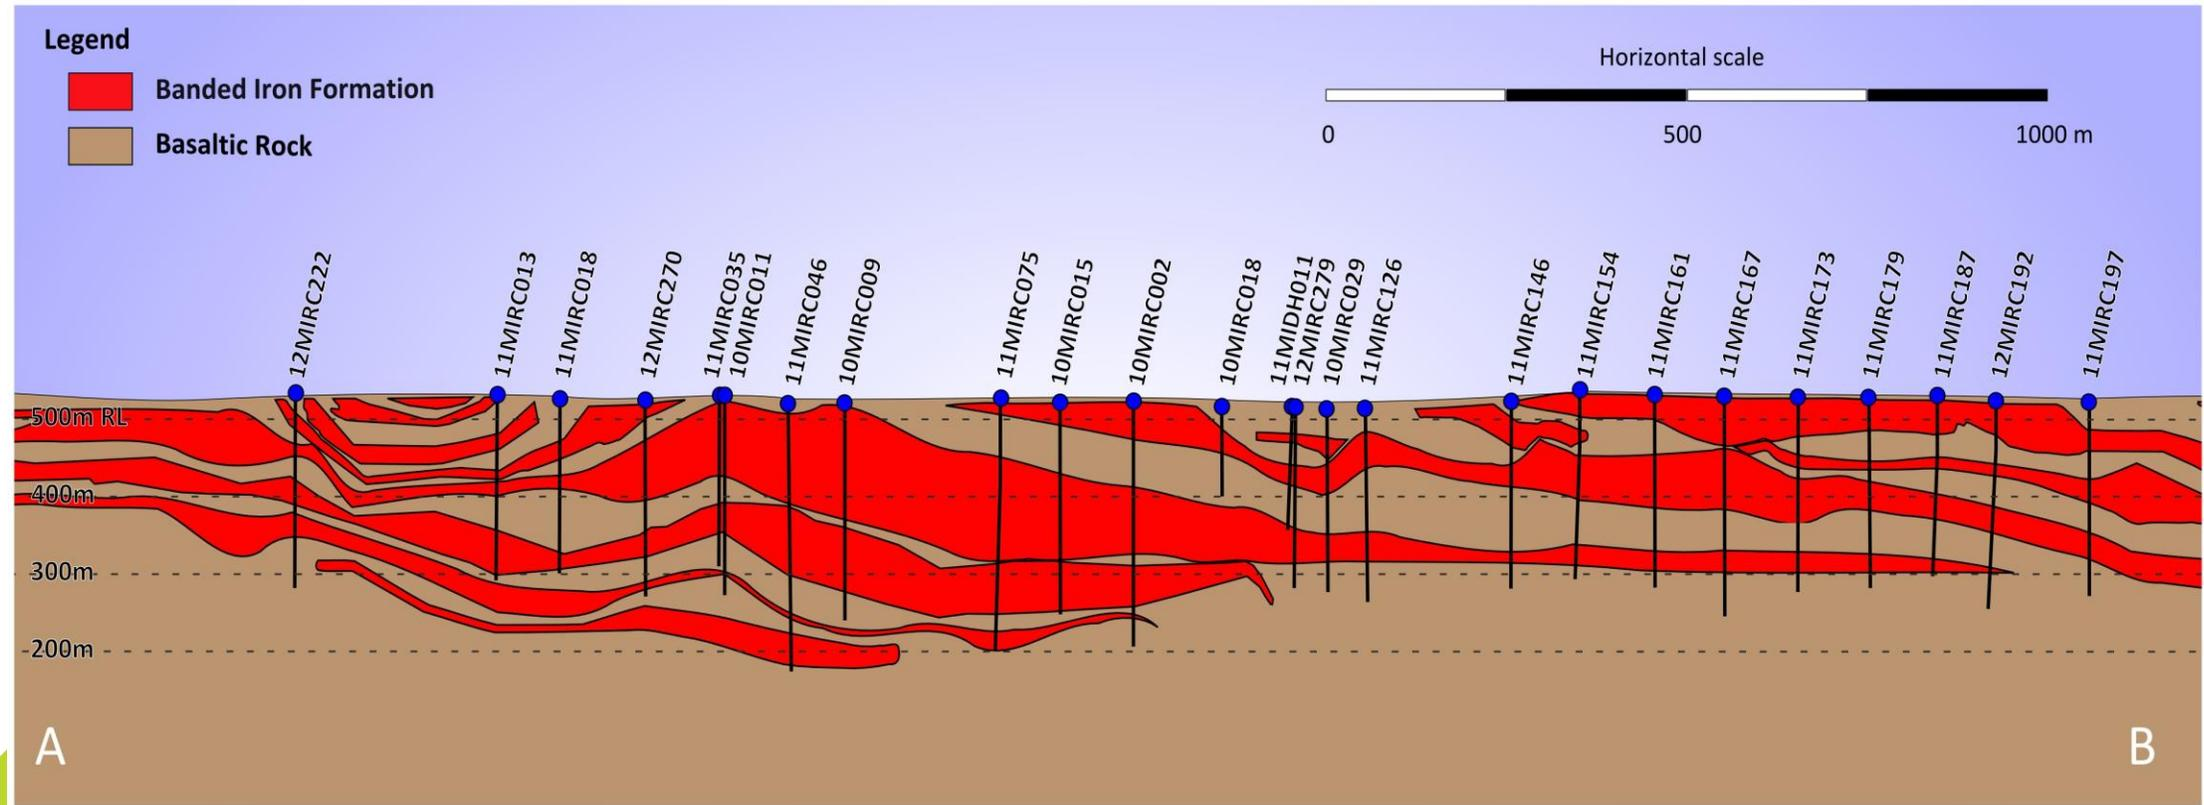 Legend
Banded Iron Formation
Basaltic Rock
Horizontal scale
0
500
1000 m
12MIRC222
11MIRC013
11MIRC018
12MIRC270
11MIRC035
10MIRC011
11MIRC046
10MIRC009
11MIRC075
10MIRC015
10MIRC002
10MIRC018
11MIDH011
12MIRC279
10MIRC029
11MIRC126
11MIRC146
11MIRC154
11MIRC161
11MIRC167
11MIRC173
11MIRC179
11MIRC187
12MIRC192
11MIRC197
500m RL
400m
300m
200m
A
B